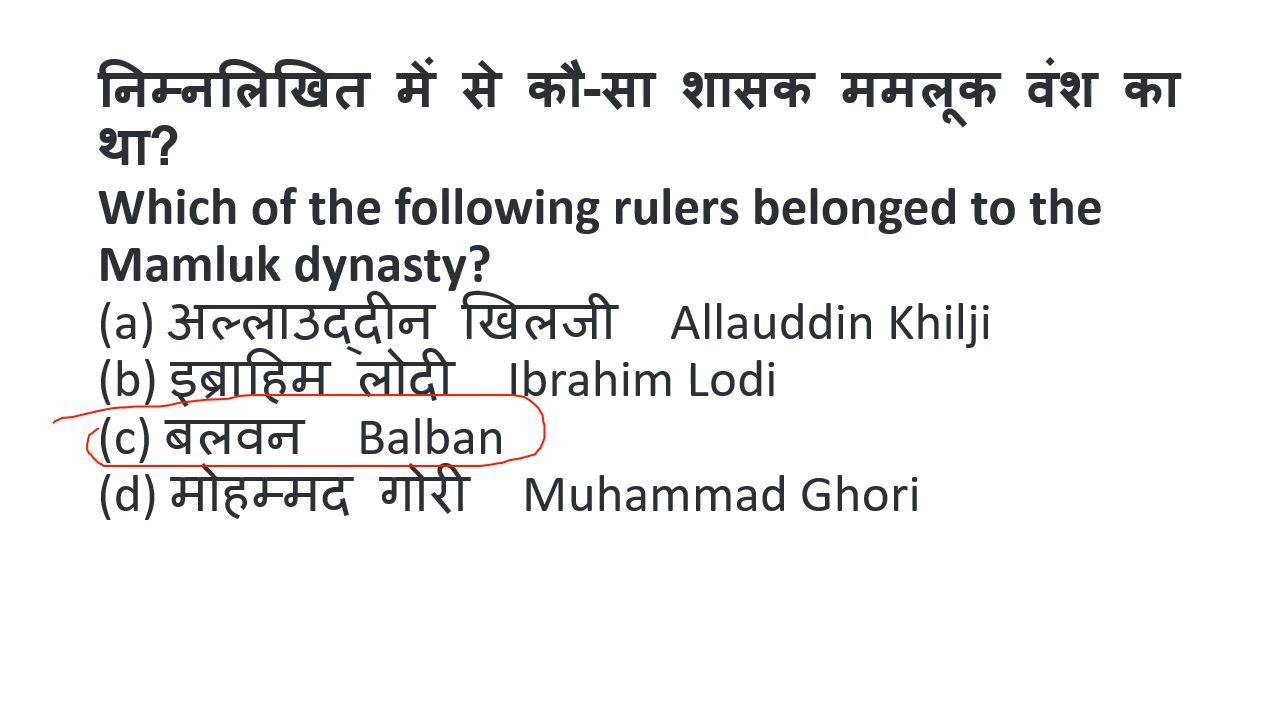 निम्नलिखित में से कौ-सा शासक ममलूक वंश का
था?
Which of the following rulers belonged to the
Mamluk dynasty?
(a) अल्लाउद्दीन खिलजी Allauddin Khilji
(b) इब्राहिम लोदी Ibrahim Lodi
(c) बलवन Balban
(d) मोहम्मद गोरी Muhammad Ghori